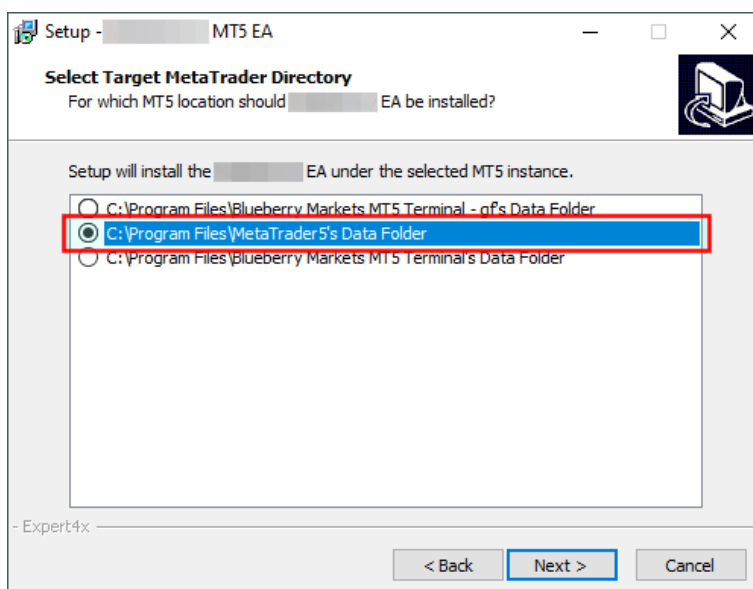 Setup - MT5 EA
Select Target MetaTrader Directory
For which MT5 location should EA be installed?
Setup will install the EA under the selected MT5 instance.
C:\Program Files\Blueberry Markets MT5 Terminal - gf's Data Folder
C:\Program Files\MetaTrader5's Data Folder
C:\Program Files\Blueberry Markets MT5 Terminal's Data Folder
Expert4x
< Back Next > Cancel